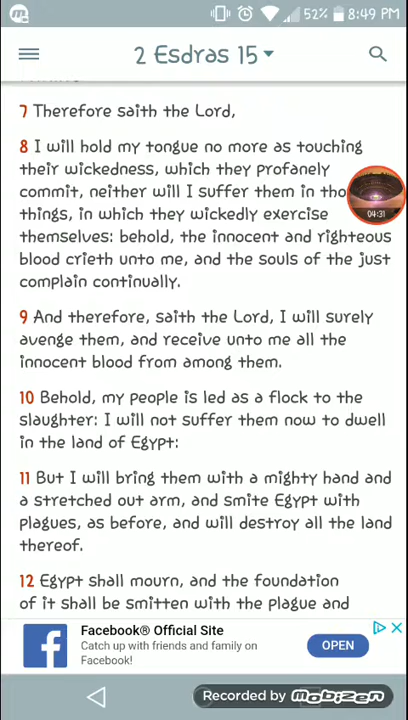 52% 8:49 PM
2 Esdras 15
7 Therefore saith the Lord,
8 I will hold my tongue no more as touching
their wickedness, which they profanely
commit, neither will I suffer them in tho
things, in which they wickedly exercise
04:31
themselves: behold, the innocent and righteous
blood crieth unto me, and the souls of the just
complain continually.
9 And therefore, saith the Lord, I will surely
avenge them, and receive unto me all the
innocent blood from among them.
10 Behold, my people is led as a flock to the
slaughter: I will not suffer them now to dwell
in the land of Egypt:
11 But I will bring them with a mighty hand and
a stretched out arm, and smite Egypt with
plagues, as before, and will destroy all the land
thereof.
12 Egypt shall mourn, and the foundation
of it shall be smitten with the plague and
Facebook® Official Site
Catch up with friends and family on
Facebook!
OPEN
Recorded by mobizen